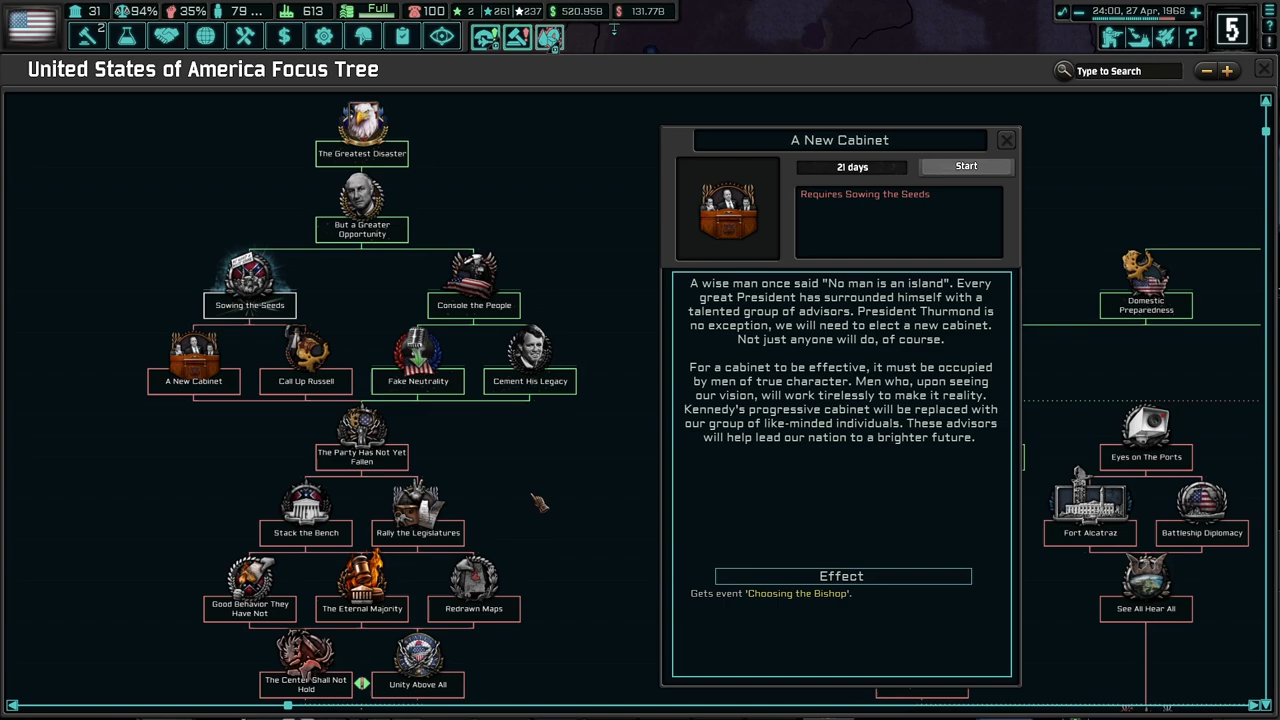 31
94%
35%
79 ...
613
Full
100
2
261
237
$ 520.958
$ 131.778
24:00, 27 Apr, 1968
5
2
United States of America Focus Tree
Type to Search
The Greatest Disaster
But a Greater
Opportunity
Sowing the Seeds
Console the People
A New Cabinet
Call Up Russell
Fake Neutrality
Cement His Legacy
The Party Has Not Yet
Fallen
Stack the Bench
Rally the Legislatures
Good Behavior They
Have Not
The Eternal Majority
Redrawn Maps
The Center Shall Not
Hold
Unity Above All
A New Cabinet
21 days
Start
Requires Sowing the Seeds
A wise man once said "No man is an island". Every
great President has surrounded himself with a
talented group of advisors. President Thurmond is
no exception, we will need to elect a new cabinet.
Not just anyone will do, of course.
For a cabinet to be effective, it must be occupied
by men of true character. Men who, upon seeing
our vision, will work tirelessly to make it reality.
Kennedy's progressive cabinet will be replaced with
our group of like-minded individuals. These advisors
will help lead our nation to a brighter future.
Effect
Gets event 'Choosing the Bishop'.
Domestic
Preparedness
Eyes on The Ports
Fort Alcatraz
Battleship Diplomacy
See All Hear All